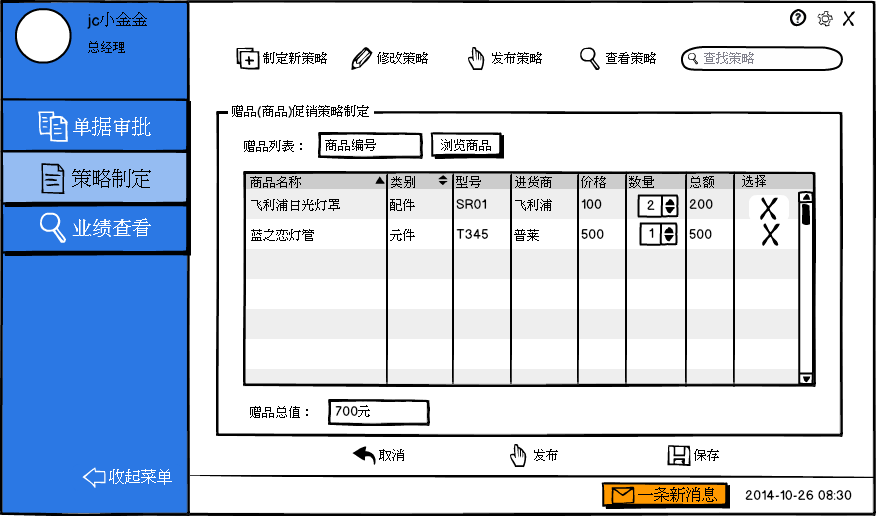 jc小金金
总经理
单据审批
策略制定
业绩查看
收起菜单
制定新策略 修改策略 发布策略 查看策略 查找策略
赠品(商品)促销策略制定
赠品列表： 商品编号 浏览商品
商品名称 类别 型号 进货商 价格 数量 总额 选择
飞利浦日光灯罩 配件 SR01 飞利浦 100 2 200 X
蓝之恋灯管 元件 T345 普莱 500 1 500 X
赠品总值： 700元
取消 发布 保存
一条新消息 2014-10-26 08:30